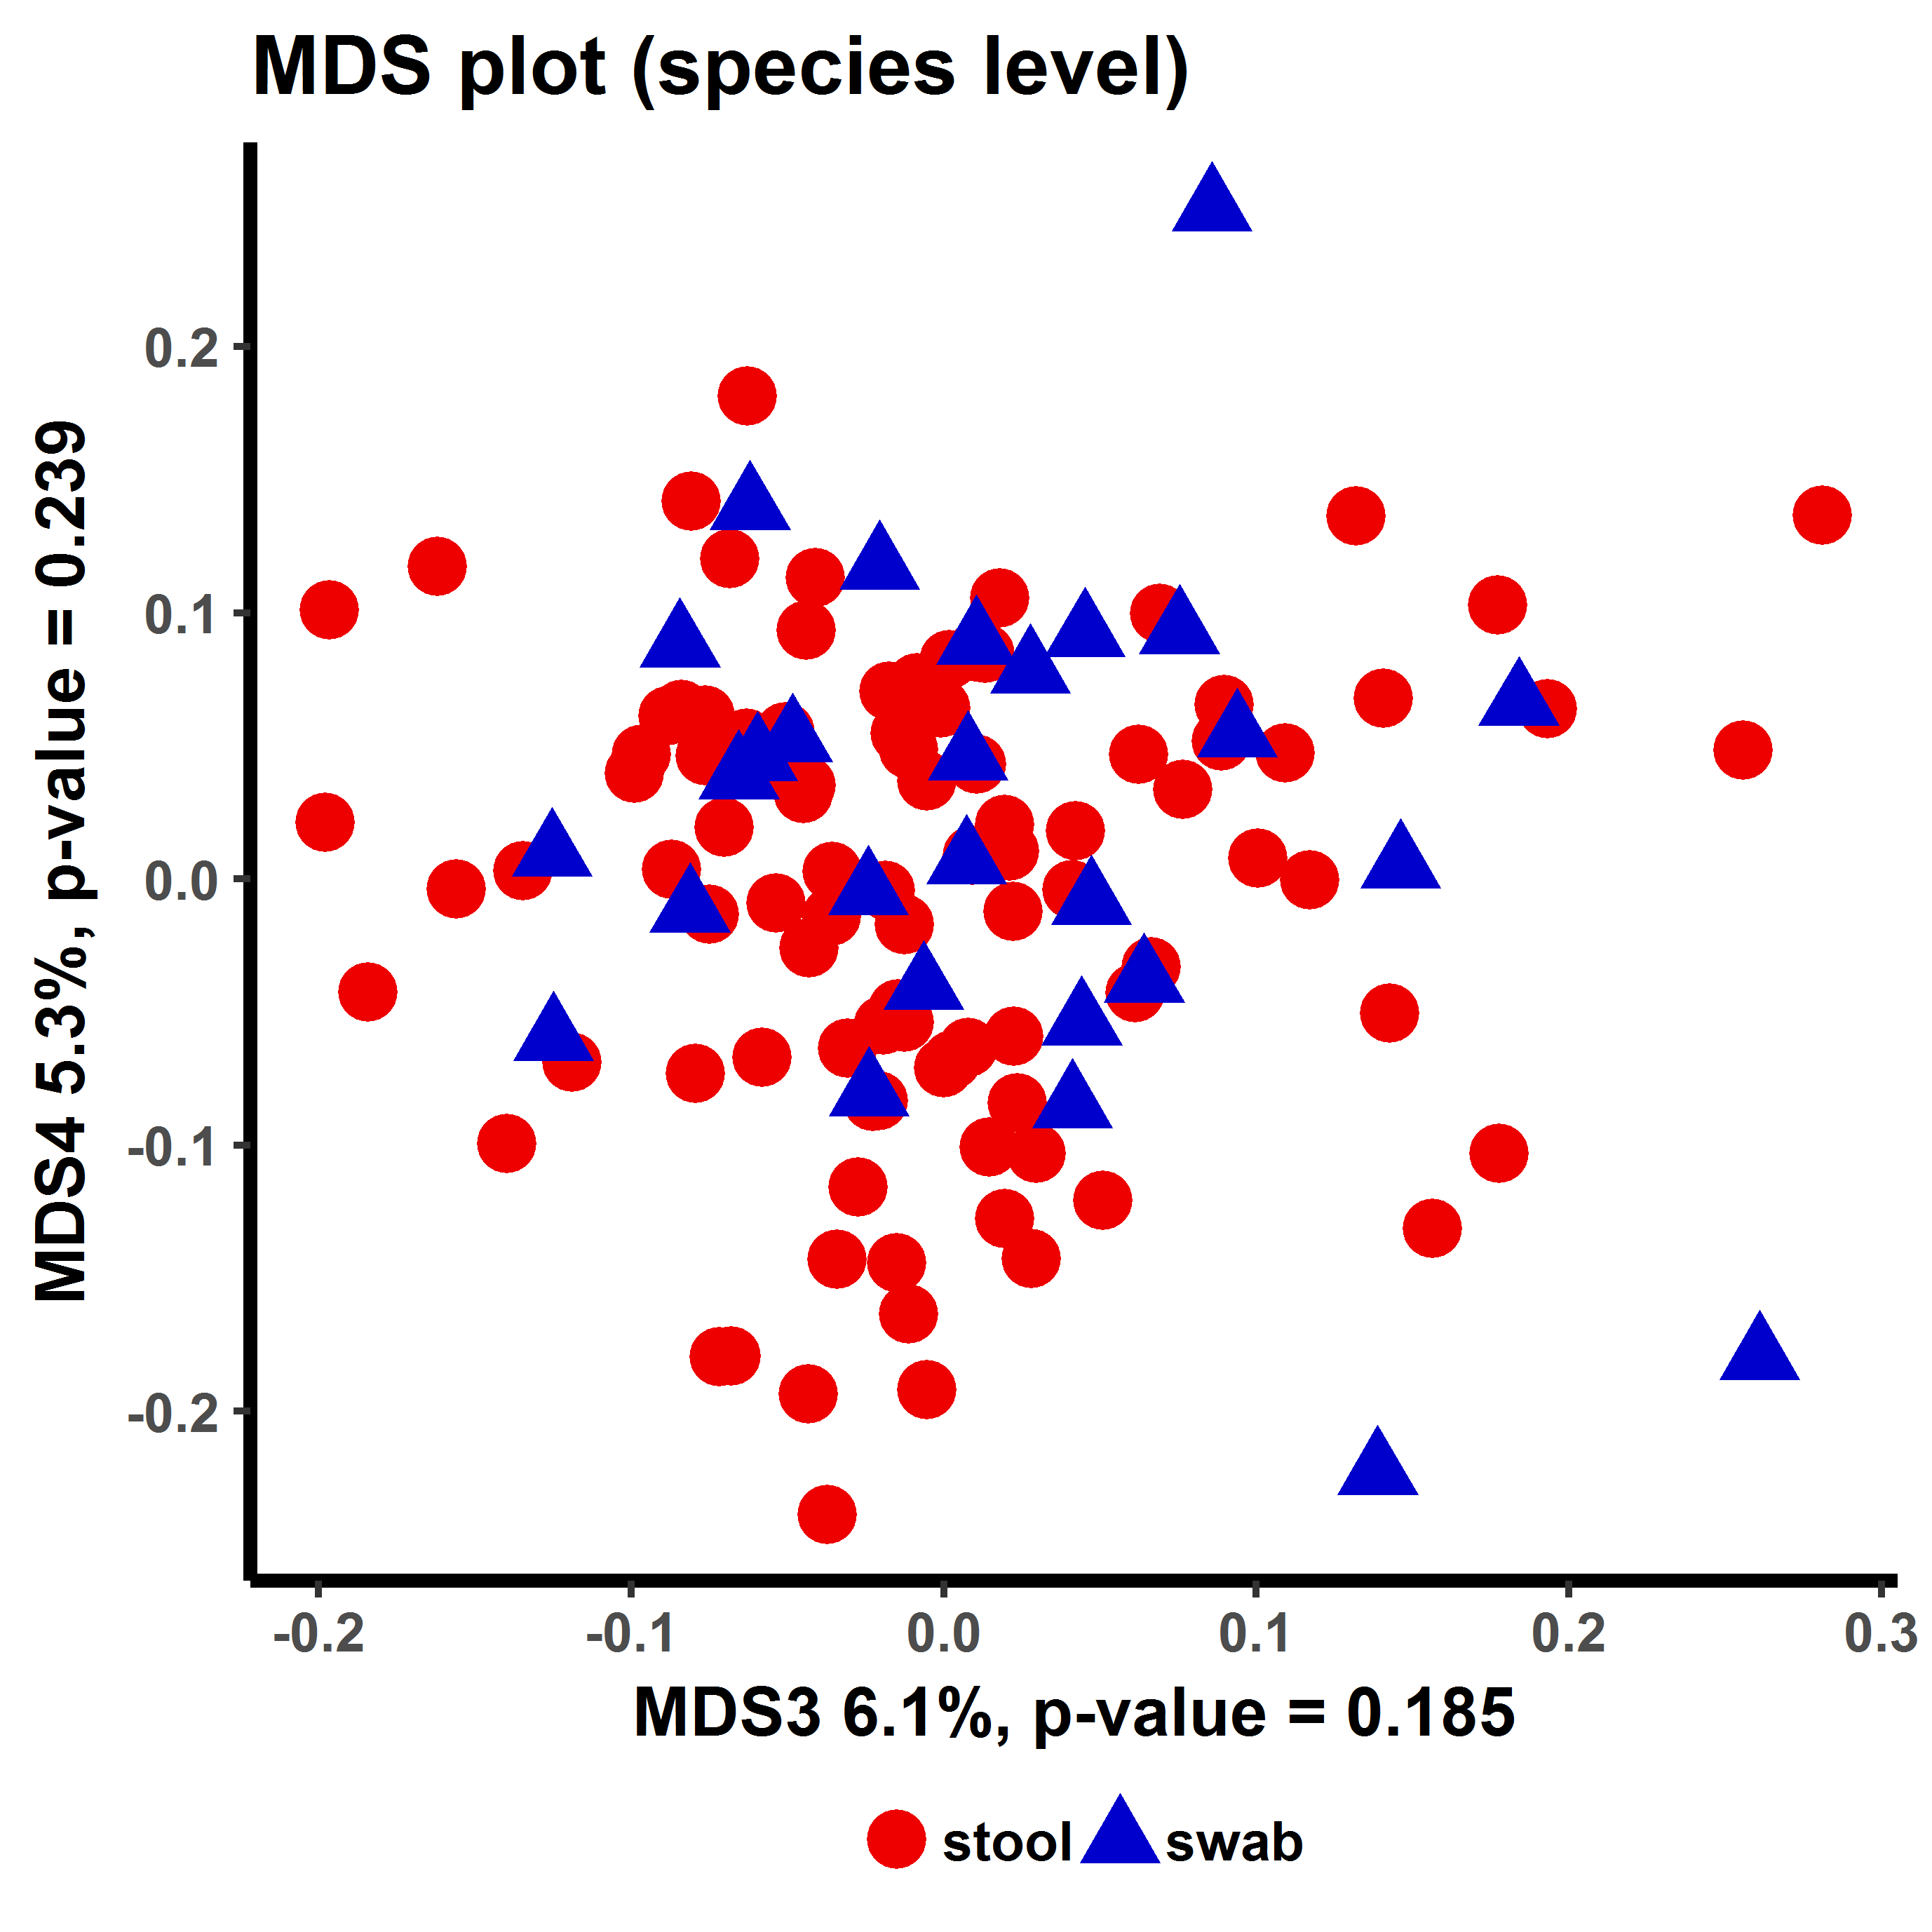 MDS plot (species level)
MDS4 5.3%, p-value = 0.239
0.2
0.1
0.0
-0.1
-0.2
-0.2 -0.1 0.0 0.1 0.2 0.3
MDS3 6.1%, p-value = 0.185
stool swab